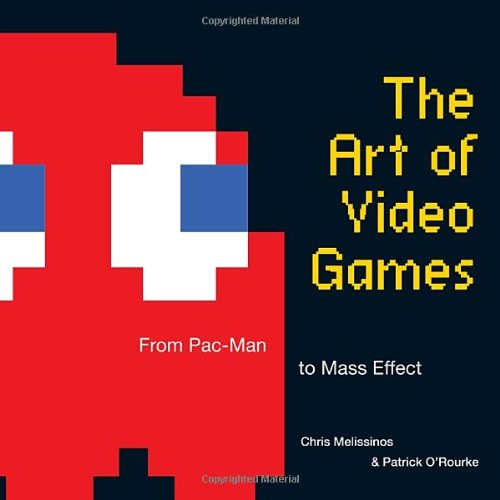 Copyrighted Material
The
Art of
Video
Games
From Pac-Man
to Mass Effect
Chris Melissinos
& Patrick O'Rourke
Copyrighted Material